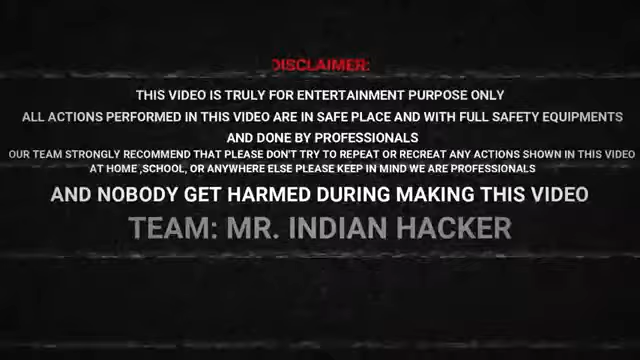 DISCLAIMER:
THIS VIDEO IS TRULY FOR ENTERTAINMENT PURPOSE ONLY
ALL ACTIONS PERFORMED IN THIS VIDEO ARE IN SAFE PLACE AND WITH FULL SAFETY EQUIPMENTS
AND DONE BY PROFESSIONALS
OUR TEAM STRONGLY RECOMMEND THAT PLEASE DON'T TRY TO REPEAT OR RECREAT ANY ACTIONS SHOWN IN THIS VIDEO
AT HOME ,SCHOOL, OR ANYWHERE ELSE PLEASE KEEP IN MIND WE ARE PROFESSIONALS
AND NOBODY GET HARMED DURING MAKING THIS VIDEO
TEAM: MR. INDIAN HACKER